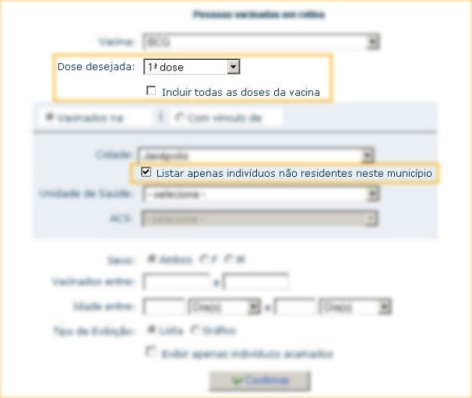 Pessoas vacinadas em rotina
Vacina: BCG
Dose desejada: 1ª dose
Incluir todas as doses da vacina
Vacinados na Com vínculo de
Cidade:
Listar apenas indivíduos não residentes neste município
Unidade de Saúde: - selecione -
ACS: - selecione -
Sexo: Ambos F M
Vacinados entre: e
Idade entre: Dia(s) e Dia(s)
Tipo de Exibição: Lista Gráfico
Exibir apenas indivíduos acamados
Confirmar